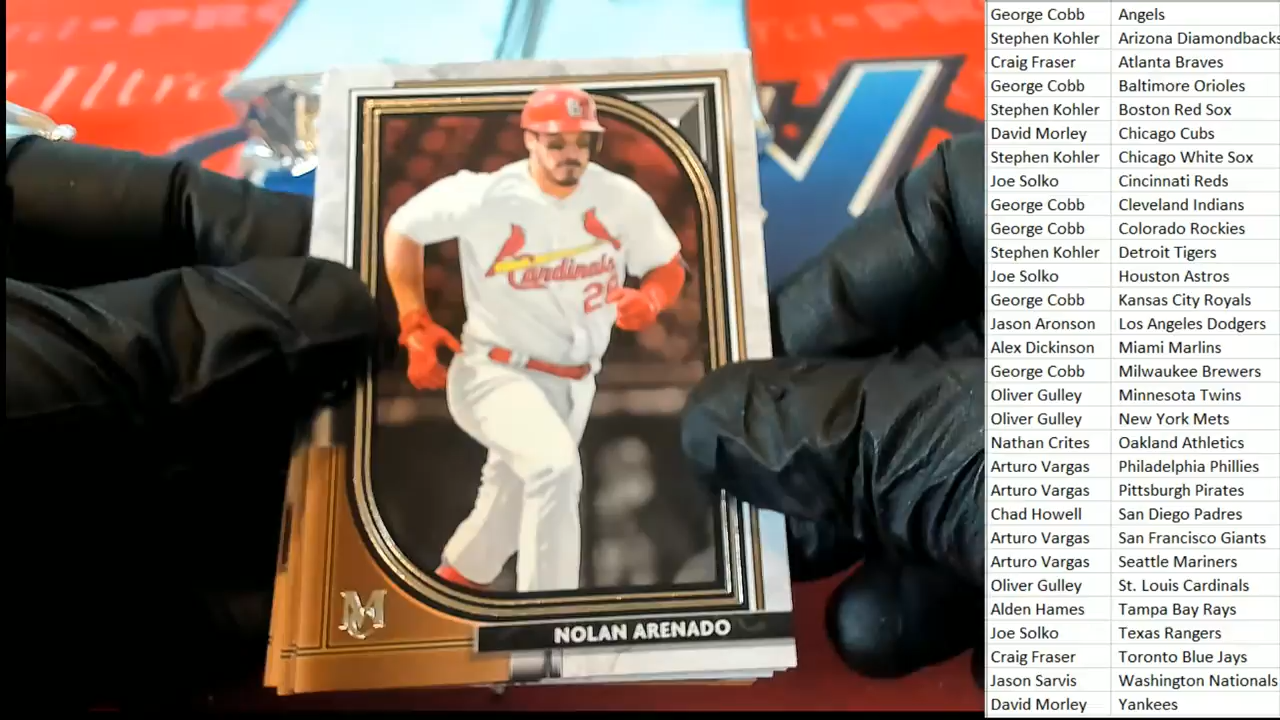 Cardinals
28
M
NOLAN ARENADO
George Cobb Angels
Stephen Kohler Arizona Diamondbacks
Craig Fraser Atlanta Braves
George Cobb Baltimore Orioles
Stephen Kohler Boston Red Sox
David Morley Chicago Cubs
Stephen Kohler Chicago White Sox
Joe Solko Cincinnati Reds
George Cobb Cleveland Indians
George Cobb Colorado Rockies
Stephen Kohler Detroit Tigers
Joe Solko Houston Astros
George Cobb Kansas City Royals
Jason Aronson Los Angeles Dodgers
Alex Dickinson Miami Marlins
George Cobb Milwaukee Brewers
Oliver Gulley Minnesota Twins
Oliver Gulley New York Mets
Nathan Crites Oakland Athletics
Arturo Vargas Philadelphia Phillies
Arturo Vargas Pittsburgh Pirates
Chad Howell San Diego Padres
Arturo Vargas San Francisco Giants
Arturo Vargas Seattle Mariners
Oliver Gulley St. Louis Cardinals
Alden Hames Tampa Bay Rays
Joe Solko Texas Rangers
Craig Fraser Toronto Blue Jays
Jason Sarvis Washington Nationals
David Morley Yankees